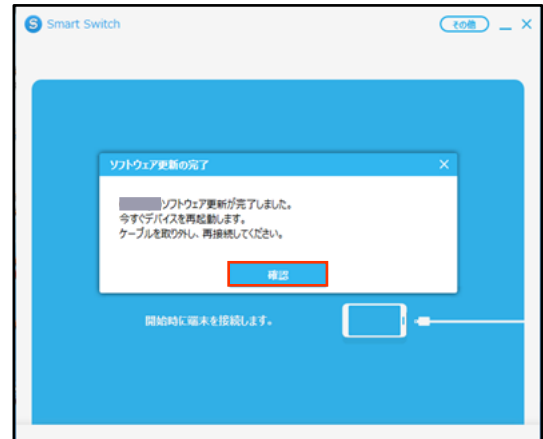 S Smart Switch
その他
ソフトウェア更新の完了
ソフトウェア更新が完了しました。
今すぐデバイスを再起動します。
ケーブルを取り外し、再接続してください。
確認
開始時に端末を接続します。